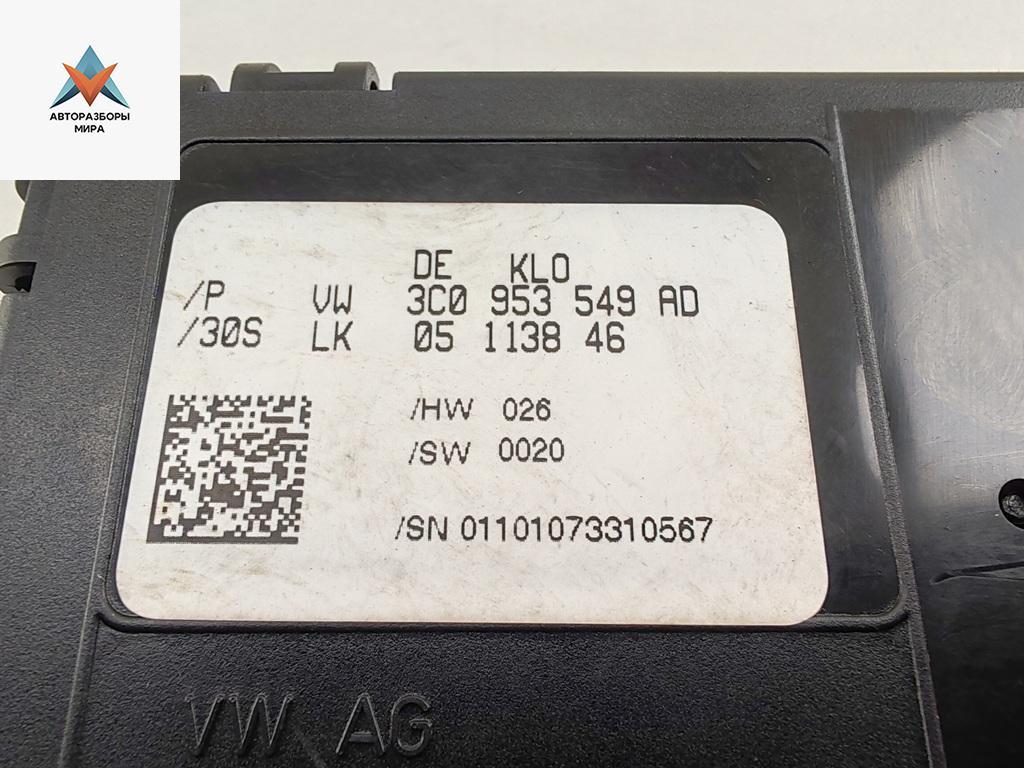 АВТОРАЗБОРЫ
МИРА
DE KLO
/P VW 3C0 953 549 AD
/30S LK 05 1138 46
/HW 026
/SW 0020
/SN 01101073310567
VW AG